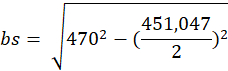 bs = √(470² − (451,047/2)²)